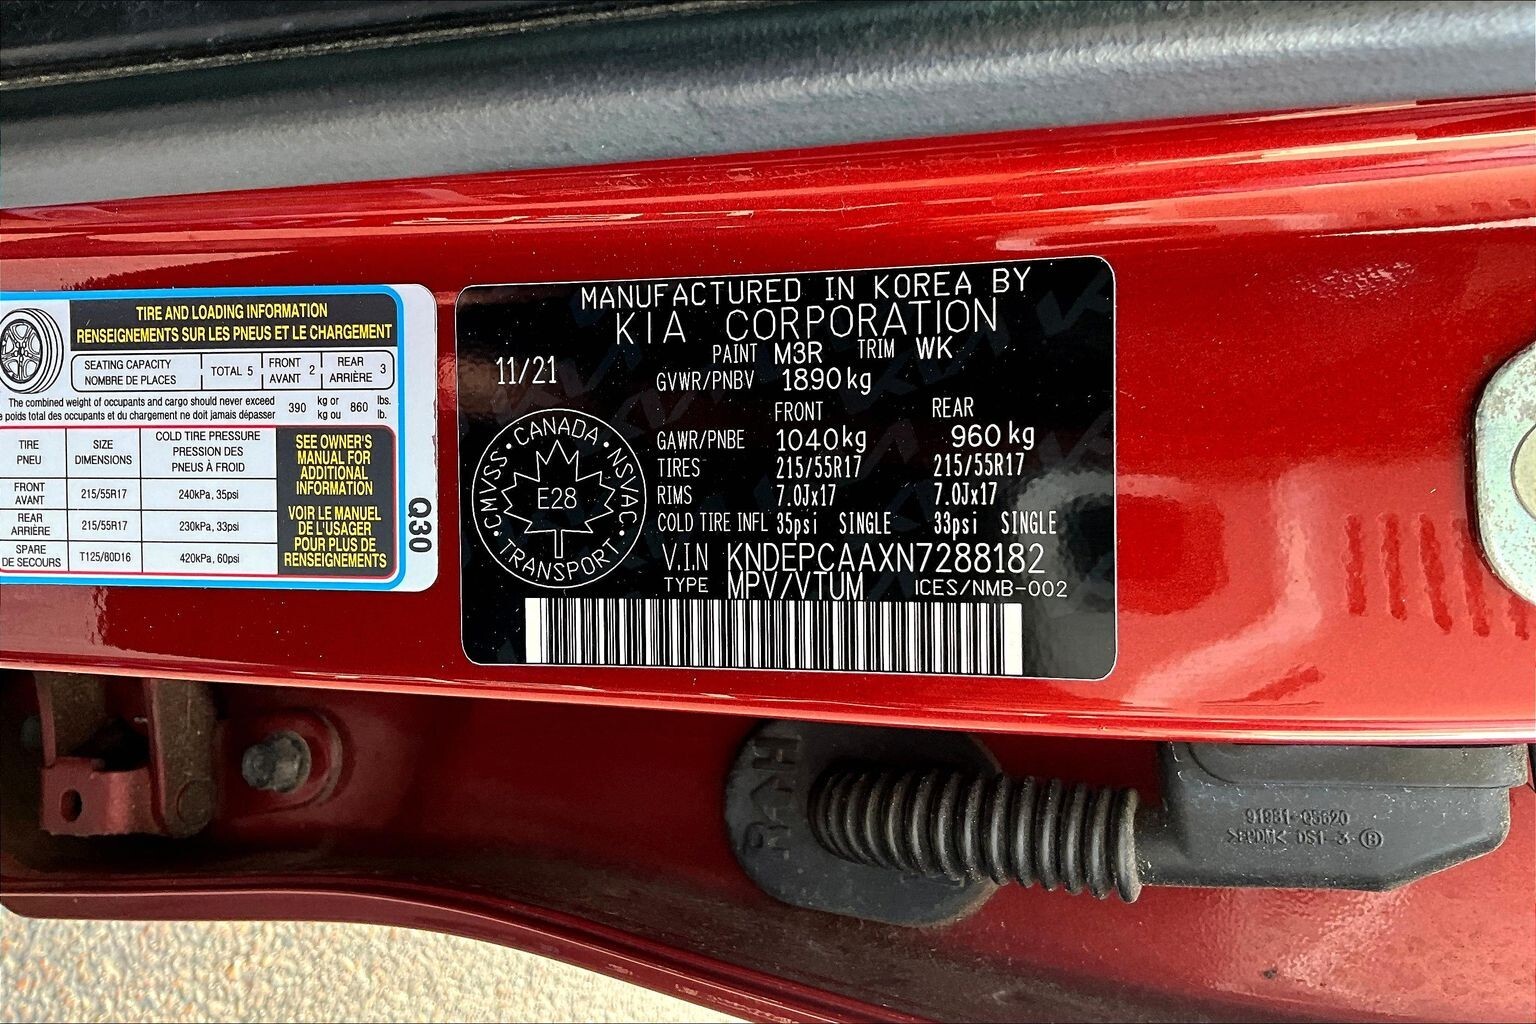 TIRE AND LOADING INFORMATION
RENSEIGNEMENTS SUR LES PNEUS ET LE CHARGEMENT
SEATING CAPACITY
NOMBRE DE PLACES
TOTAL 5
FRONT
AVANT 2
REAR
ARRIÈRE 3
The combined weight of occupants and cargo should never exceed
poids total des occupants et du chargement ne doit jamais dépasser
390 kg or
kg ou 860 lbs.
lb.
TIRE
PNEU
SIZE
DIMENSIONS
COLD TIRE PRESSURE
PRESSION DES
PNEUS À FROID
FRONT
AVANT
215/55R17
240kPa, 35psi
REAR
ARRIÈRE
215/55R17
230kPa, 33psi
SPARE
DE SECOURS
T125/80D16
420kPa, 60psi
SEE OWNER'S
MANUAL FOR
ADDITIONAL
INFORMATION
VOIR LE MANUEL
DE L'USAGER
POUR PLUS DE
RENSEIGNEMENTS
Q30
MANUFACTURED IN KOREA BY
KIA CORPORATION
PAINT M3R TRIM WK
11/21
GVWR/PNBV 1890kg
FRONT REAR
GAWR/PNBE 1040kg 960kg
TIRES 215/55R17 215/55R17
RIMS 7.0Jx17 7.0Jx17
COLD TIRE INFL 35psi SINGLE 33psi SINGLE
V.I.N KNDEPCAAXN7288182
TYPE MPV/VTUM ICES/NMB-002
CANADA · NSVAC · TRANSPORT · CMVSS ·
E28
RH
91981-Q5620